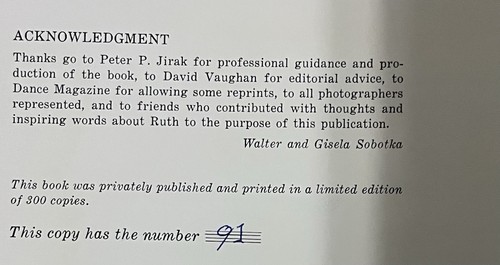 ACKNOWLEDGMENT
Thanks go to Peter P. Jirak for professional guidance and pro-
duction of the book, to David Vaughan for editorial advice, to
Dance Magazine for allowing some reprints, to all photographers
represented, and to friends who contributed with thoughts and
inspiring words about Ruth to the purpose of this publication.
Walter and Gisela Sobotka
This book was privately published and printed in a limited edition
of 300 copies.
This copy has the number 91